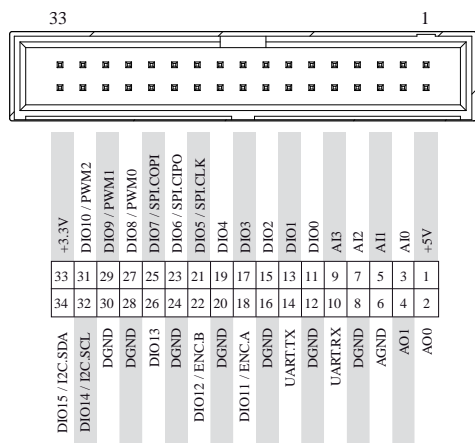 33 1
+3.3V
DIO10 / PWM2
DIO9 / PWM1
DIO8 / PWM0
DIO7 / SPI.COPI
DIO6 / SPI.CIPO
DIO5 / SPI.CLK
DIO4
DIO3
DIO2
DIO1
DIO0
AI3
AI2
AI1
AI0
+5V
33 31 29 27 25 23 21 19 17 15 13 11 9 7 5 3 1
34 32 30 28 26 24 22 20 18 16 14 12 10 8 6 4 2
DIO15 / I2C.SDA
DIO14 / I2C.SCL
DGND
DGND
DIO13
DGND
DIO12 / ENC.B
DGND
DIO11 / ENC.A
DGND
UART.TX
DGND
UART.RX
DGND
AGND
AO1
AO0